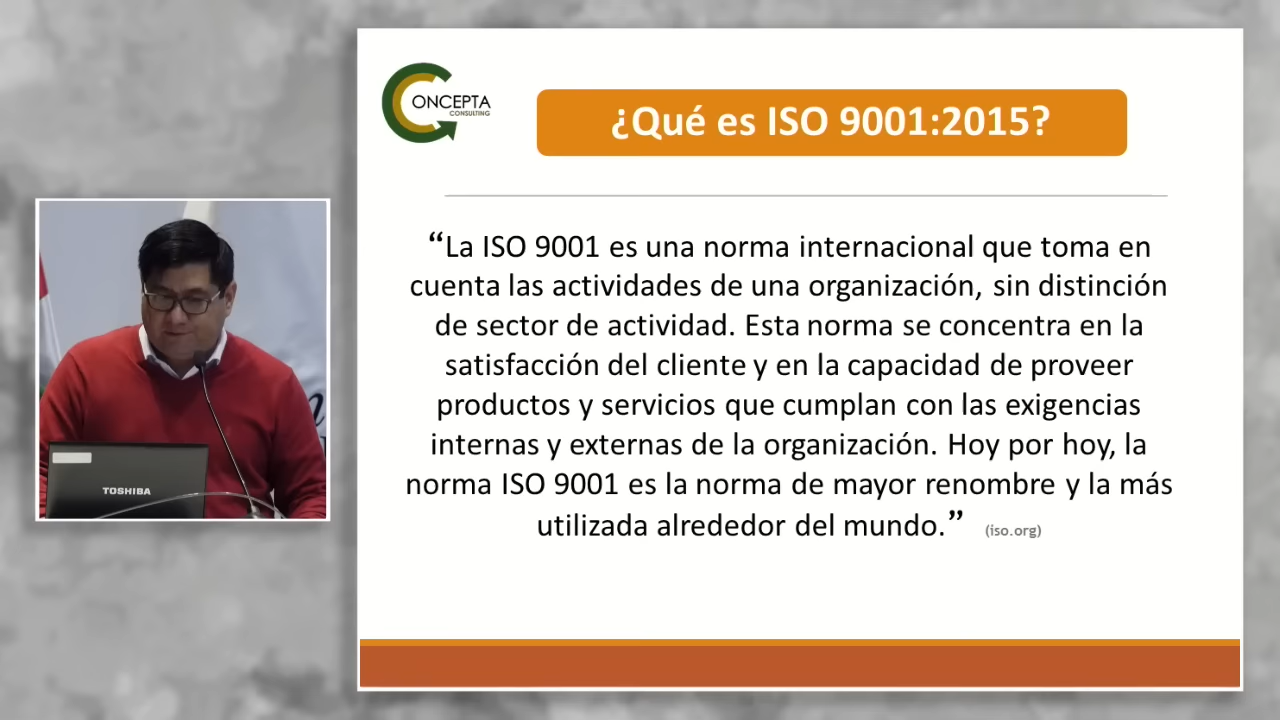 ONCEPTA
CONSULTING
¿Qué es ISO 9001:2015?
“La ISO 9001 es una norma internacional que toma en
cuenta las actividades de una organización, sin distinción
de sector de actividad. Esta norma se concentra en la
satisfacción del cliente y en la capacidad de proveer
productos y servicios que cumplan con las exigencias
internas y externas de la organización. Hoy por hoy, la
norma ISO 9001 es la norma de mayor renombre y la más
utilizada alrededor del mundo.” (iso.org)
TOSHIBA